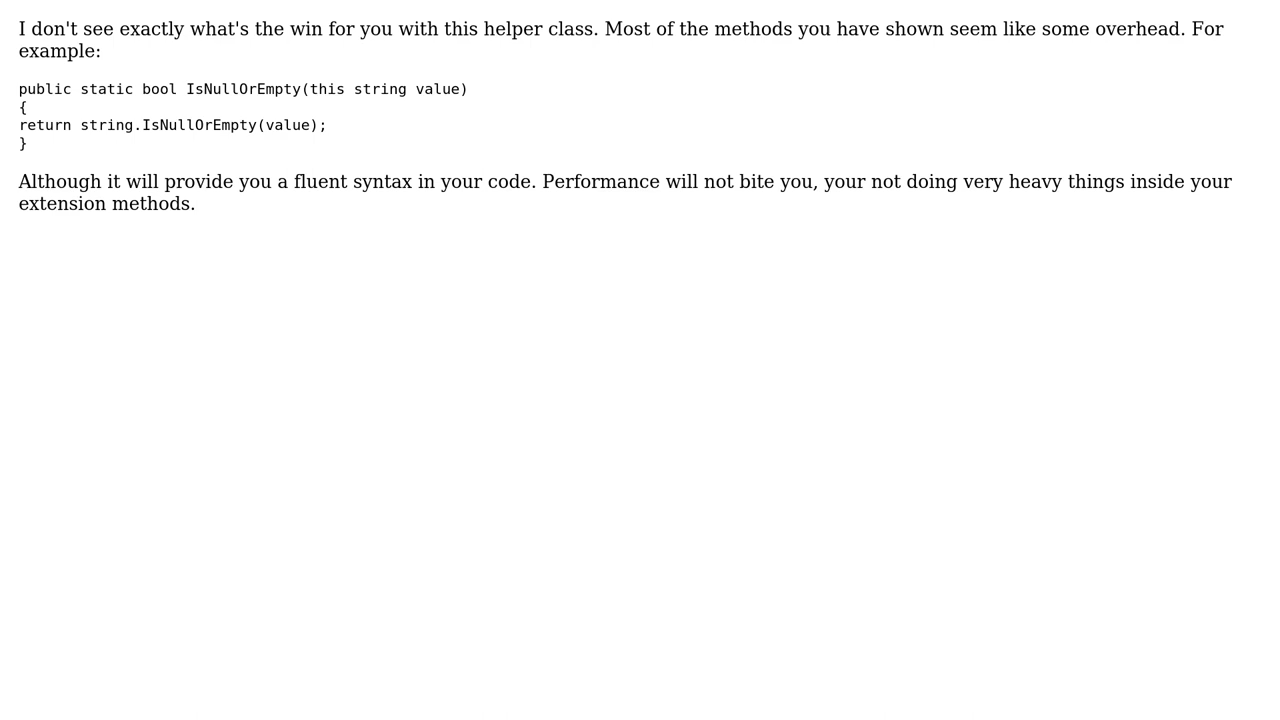 I don't see exactly what's the win for you with this helper class. Most of the methods you have shown seem like some overhead. For
example:
public static bool IsNullOrEmpty(this string value)
{
return string.IsNullOrEmpty(value);
}
Although it will provide you a fluent syntax in your code. Performance will not bite you, your not doing very heavy things inside your
extension methods.